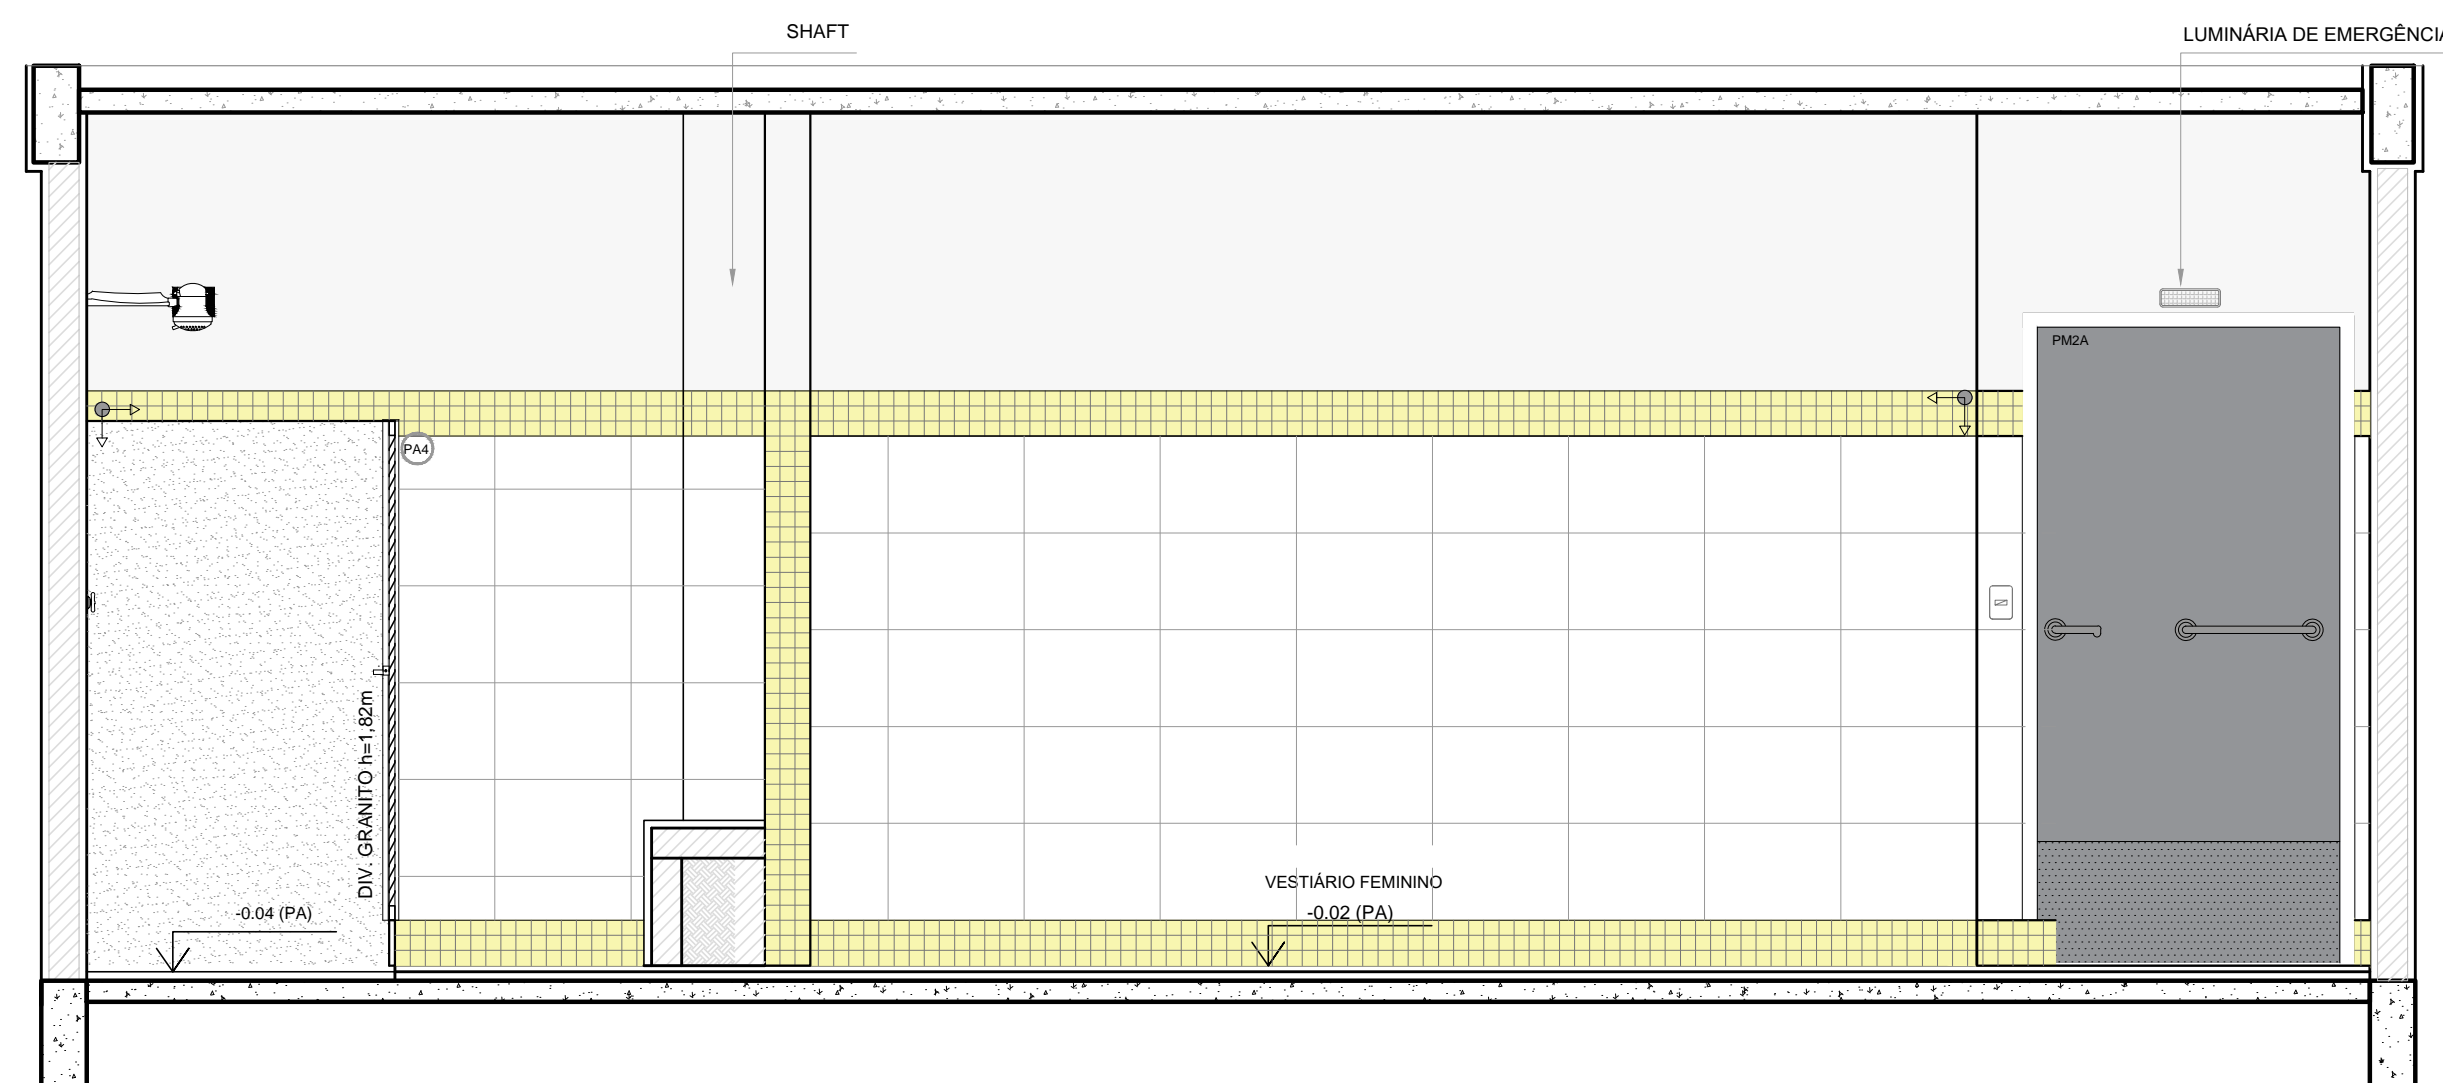 SHAFT
LUMINÁRIA DE EMERGÊNCIA
PM2A
PA4
DIV. GRANITO h=1,82m
-0.04 (PA)
VESTIÁRIO FEMININO
-0.02 (PA)